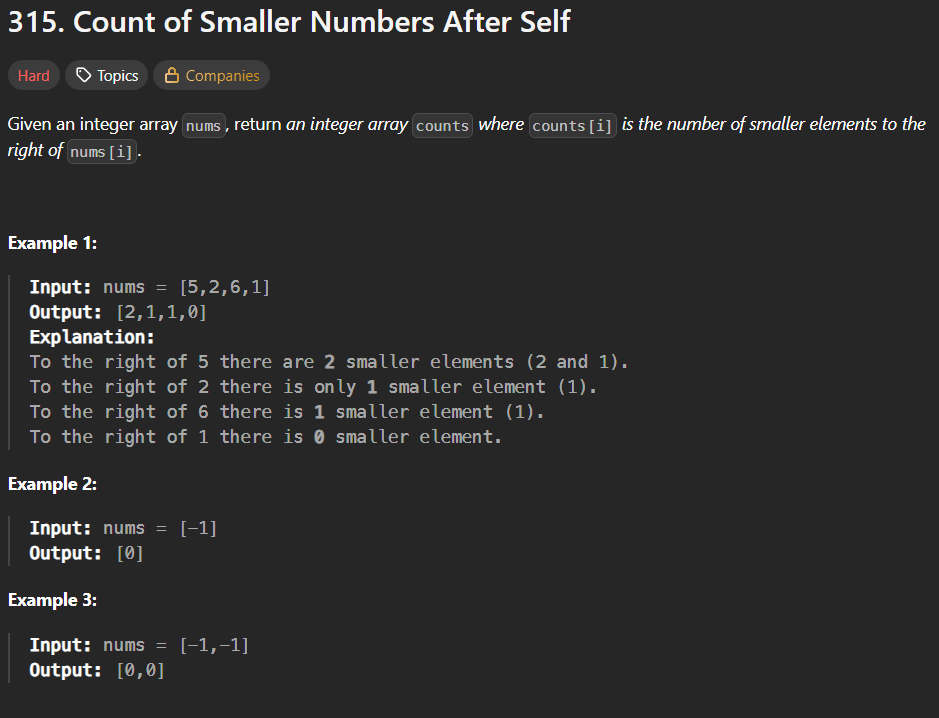 315. Count of Smaller Numbers After Self
Hard Topics Companies
Given an integer array nums, return an integer array counts where counts[i] is the number of smaller elements to the
right of nums[i].
Example 1:
Input: nums = [5,2,6,1]
Output: [2,1,1,0]
Explanation:
To the right of 5 there are 2 smaller elements (2 and 1).
To the right of 2 there is only 1 smaller element (1).
To the right of 6 there is 1 smaller element (1).
To the right of 1 there is 0 smaller element.
Example 2:
Input: nums = [-1]
Output: [0]
Example 3:
Input: nums = [-1,-1]
Output: [0,0]